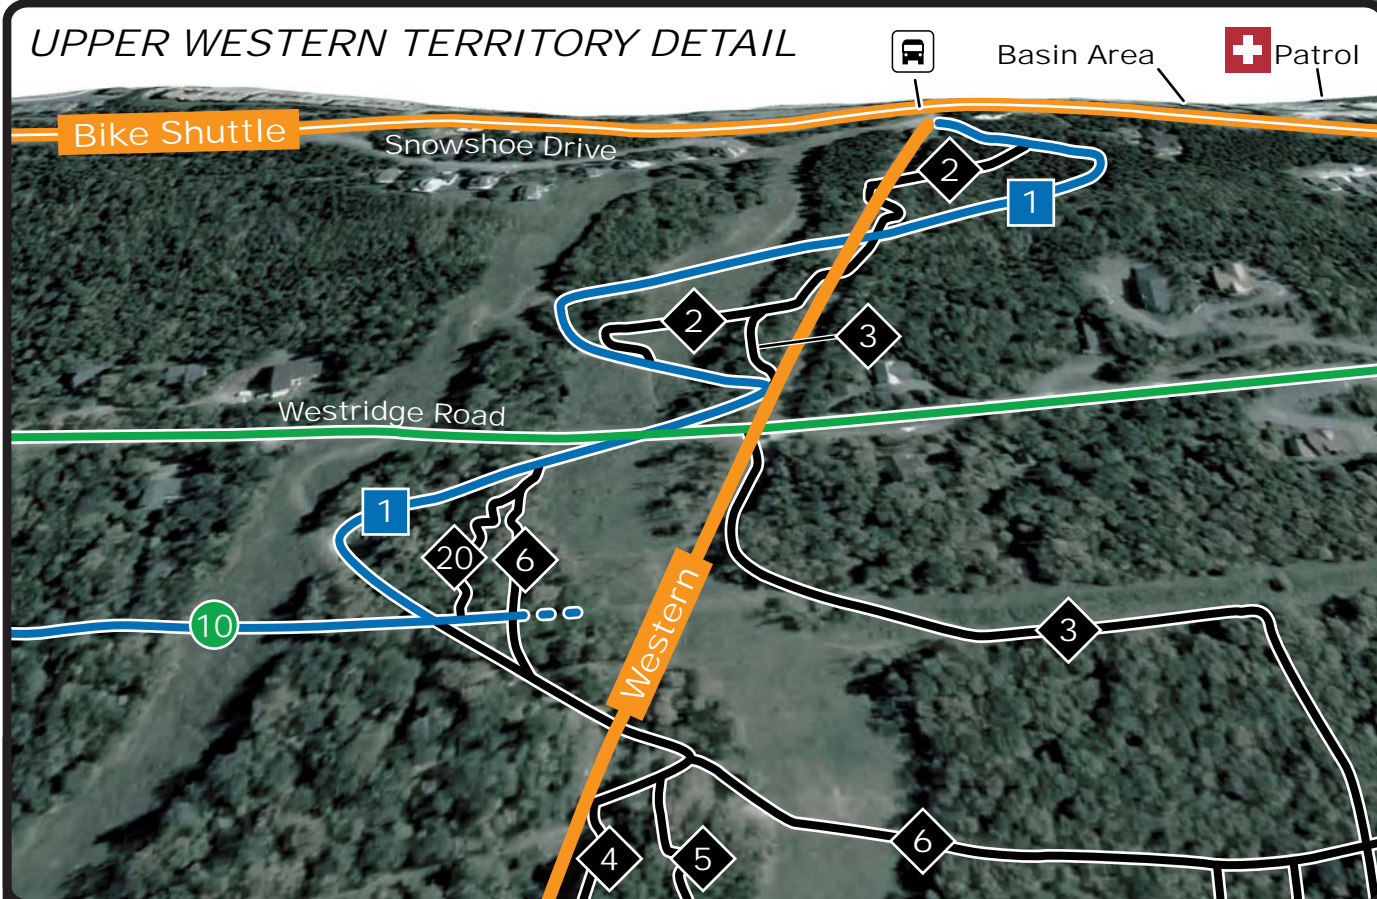 UPPER WESTERN TERRITORY DETAIL
Basin Area
Patrol
Bike Shuttle
Snowshoe Drive
2
1
2
3
Westridge Road
1
20
6
Western
10
3
6
4
5